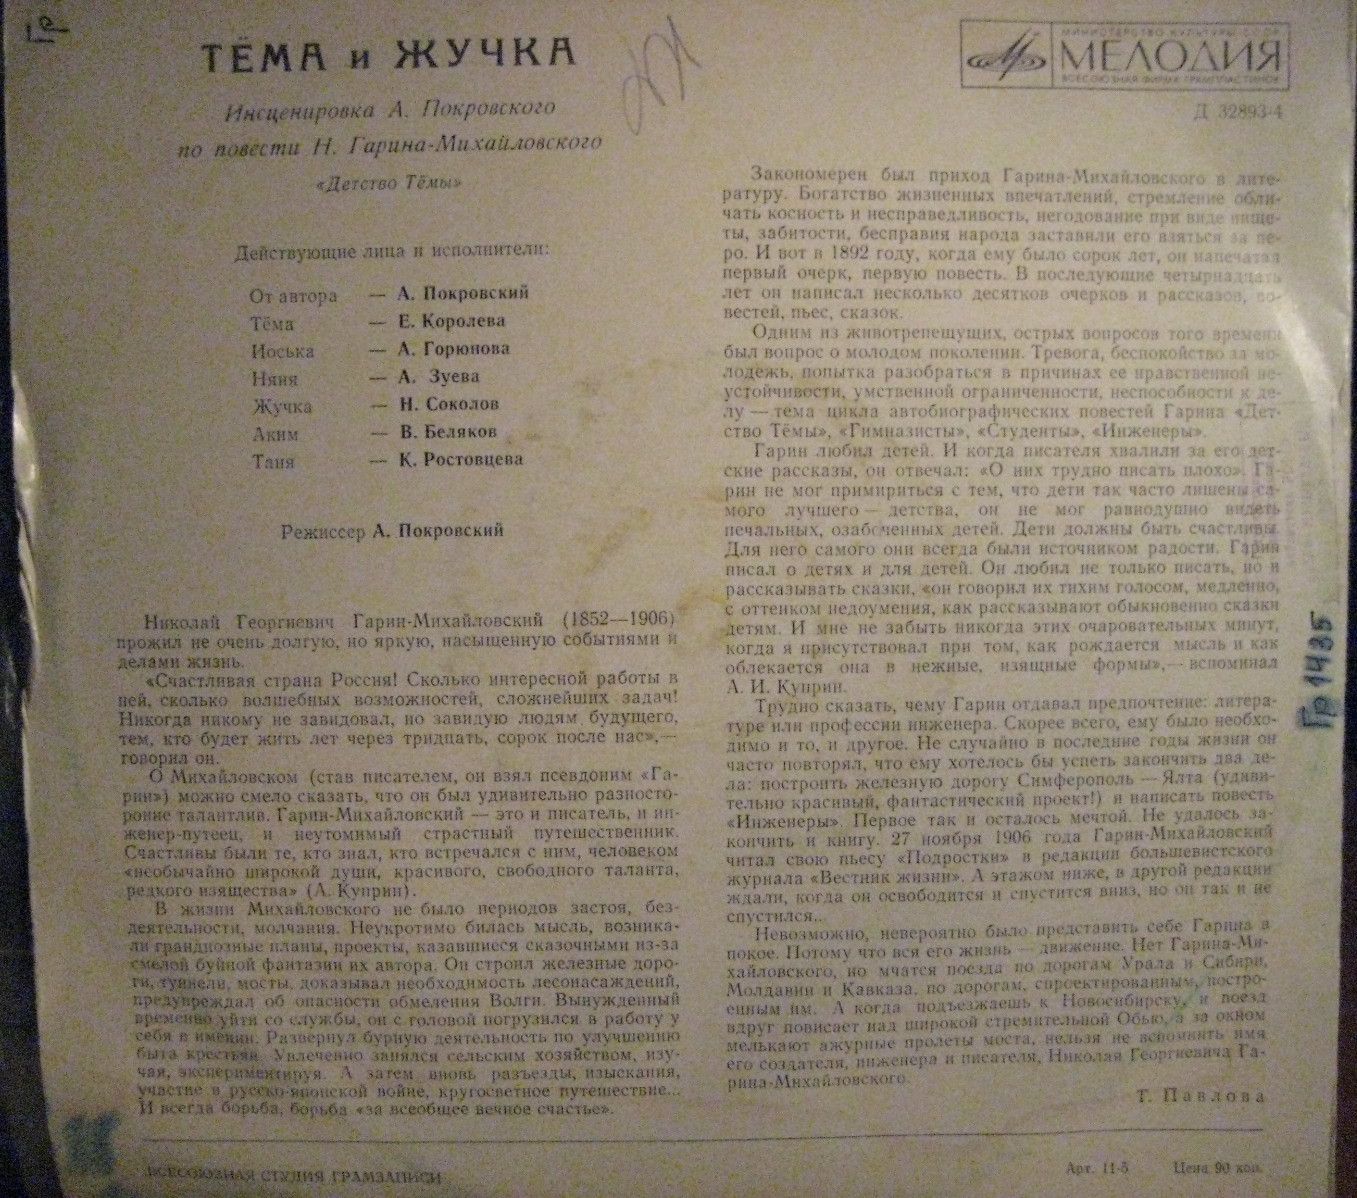 ТЁМА и ЖУЧКА
Инсценировка А. Покровского
по повести Н. Гарина-Михайловского
«Детство Тёмы»
Действующие лица и исполнители:
От автора — А. Покровский
Тёма — Е. Королева
Иоська — А. Горюнова
Няня — А. Зуева
Жучка — Н. Соколов
Аким — В. Беляков
Таня — К. Ростовцева
Режиссер А. Покровский
Николай Георгиевич Гарин-Михайловский (1852—1906)
прожил не очень долгую, но яркую, насыщенную событиями и
делами жизнь.
«Счастливая страна Россия! Сколько интересной работы в
ней, сколько волшебных возможностей, сложнейших задач!
Никогда никому не завидовал, но завидую людям будущего,
тем, кто будет жить лет через тридцать, сорок после нас»,—
говорил он.
О Михайловском (став писателем, он взял псевдоним «Га-
рин») можно смело сказать, что он был удивительно разносто-
ронне талантлив. Гарин-Михайловский — это и писатель, и ин-
женер-путеец, и неутомимый страстный путешественник.
Счастливы были те, кто знал, кто встречался с ним, человеком
«необычайно широкой души, красивого, свободного таланта,
редкого изящества» (А. Куприн).
В жизни Михайловского не было периодов застоя, без-
деятельности, молчания. Неукротимо билась мысль, возника-
ли грандиозные планы, проекты, казавшиеся сказочными из-за
смелой буйной фантазии их автора. Он строил железные доро-
ги, туннели, мосты, доказывал необходимость лесонасаждений,
предупреждал об опасности обмеления Волги. Вынужденный
временно уйти со службы, он с головой погрузился в работу у
себя в имении. Развернул бурную деятельность по улучшению
быта крестьян. Увлеченно занялся сельским хозяйством, изу-
чая, экспериментируя. А затем вновь разъезды, изыскания,
участие в русско-японской войне, кругосветное путешествие...
И всегда борьба, борьба «за всеобщее вечное счастье».
МИНИСТЕРСТВО КУЛЬТУРЫ СССР
МЕЛОДИЯ
ВСЕСОЮЗНАЯ ФИРМА ГРАМПЛАСТИНОК
Д 32893-4
Закономерен был приход Гарина-Михайловского в лите-
ратуру. Богатство жизненных впечатлений, стремление обли-
чать косность и несправедливость, негодование при виде нище-
ты, забитости, бесправия народа заставили его взяться за пе-
ро. И вот в 1892 году, когда ему было сорок лет, он напечатал
первый очерк, первую повесть. В последующие четырнадцать
лет он написал несколько десятков очерков и рассказов, по-
вестей, пьес, сказок.
Одним из животрепещущих, острых вопросов того времени
был вопрос о молодом поколении. Тревога, беспокойство за мо-
лодежь, попытка разобраться в причинах ее нравственной не-
устойчивости, умственной ограниченности, неспособности к де-
лу — тема цикла автобиографических повестей Гарина «Дет-
ство Тёмы», «Гимназисты», «Студенты», «Инженеры».
Гарин любил детей. И когда писателя хвалили за его дет-
ские рассказы, он отвечал: «О них трудно писать плохо». Га-
рин не мог примириться с тем, что дети так часто лишены са-
мого лучшего — детства, он не мог равнодушно видеть
печальных, озабоченных детей. Дети должны быть счастливы.
Для него самого они всегда были источником радости. Гарин
писал о детях и для детей. Он любил не только писать, но и
рассказывать сказки, «он говорил их тихим голосом, медленно,
с оттенком недоумения, как рассказывают обыкновенно сказки
детям. И мне не забыть никогда этих очаровательных минут,
когда я присутствовал при том, как рождается мысль и как
облекается она в нежные, изящные формы»,— вспоминал
А. И. Куприн.
Трудно сказать, чему Гарин отдавал предпочтение: литера-
туре или профессии инженера. Скорее всего, ему было необхо-
димо и то, и другое. Не случайно в последние годы жизни он
часто повторял, что ему хотелось бы успеть закончить два де-
ла: построить железную дорогу Симферополь — Ялта (удиви-
тельно красивый, фантастический проект!) и написать повесть
«Инженеры». Первое так и осталось мечтой. Не удалось за-
кончить и книгу. 27 ноября 1906 года Гарин-Михайловский
читал свою пьесу «Подростки» в редакции большевистского
журнала «Вестник жизни». А этажом ниже, в другой редакции
ждали, когда он освободится и спустится вниз, но он так и не
спустился...
Невозможно, невероятно было представить себе Гарина в
покое. Потому что вся его жизнь — движение. Нет Гарина-Ми-
хайловского, но мчатся поезда по дорогам Урала и Сибири,
Молдавии и Кавказа, по дорогам, спроектированным, постро-
енным им. А когда подъезжаешь к Новосибирску, и поезд
вдруг повисает над широкой стремительной Обью, а за окном
мелькают ажурные пролеты моста, нельзя не вспомнить имя
его создателя, инженера и писателя, Николая Георгиевича Га-
рина-Михайловского.
Т. Павлова
Гр 1435
ВСЕСОЮЗНАЯ СТУДИЯ ГРАМЗАПИСИ
Арт. 11-5 Цена 90 коп.